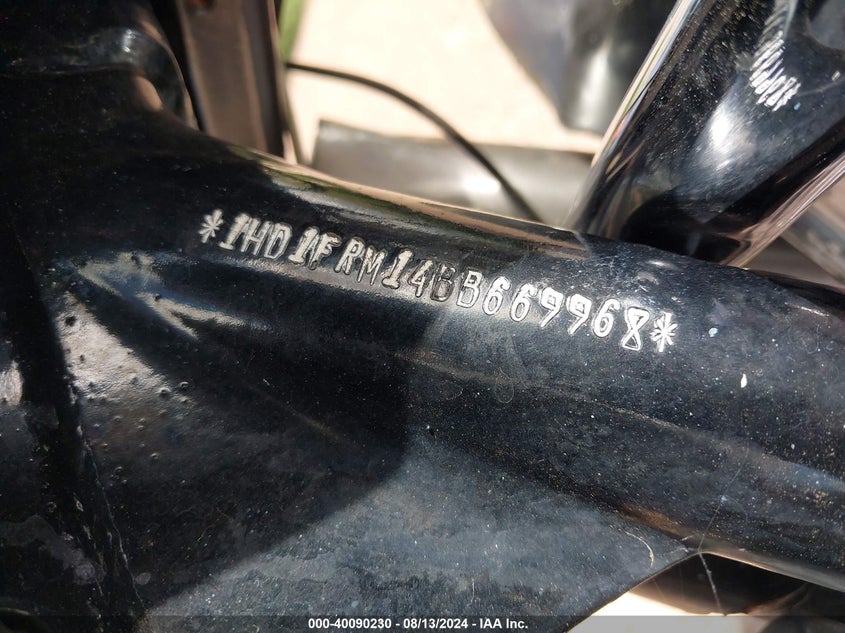 *1HD1FRM14BB669968*
000-40090230 - 08/13/2024 - IAA Inc.